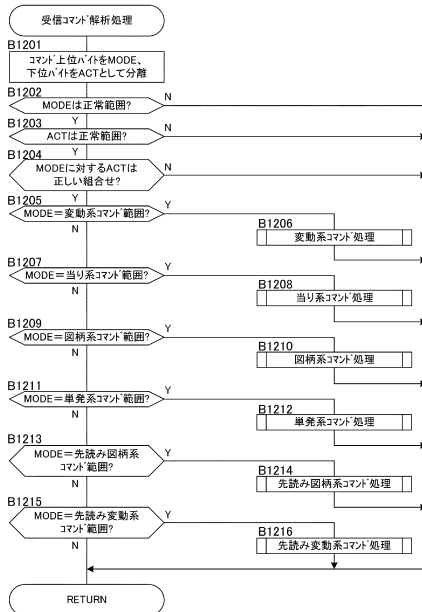 受信コマンド解析処理
B1201
コマンド上位バイトをMODE、
下位バイトをACTとして分離
B1202
MODEは正常範囲?
N
Y
B1203
ACTは正常範囲?
N
Y
B1204
MODEに対するACTは
正しい組合せ?
N
Y
B1205
MODE=変動系コマンド範囲?
Y
N
B1206
変動系コマンド処理
B1207
MODE=当り系コマンド範囲?
Y
N
B1208
当り系コマンド処理
B1209
MODE=図柄系コマンド範囲?
Y
N
B1210
図柄系コマンド処理
B1211
MODE=単発系コマンド範囲?
Y
N
B1212
単発系コマンド処理
B1213
MODE=先読み図柄系
コマンド範囲?
Y
N
B1214
先読み図柄系コマンド処理
B1215
MODE=先読み変動系
コマンド範囲?
Y
N
B1216
先読み変動系コマンド処理
RETURN